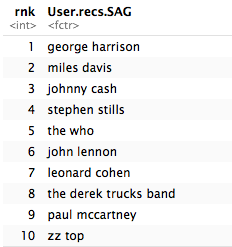 rnk User.recs.SAG
<int> <fctr>
1 george harrison
2 miles davis
3 johnny cash
4 stephen stills
5 the who
6 john lennon
7 leonard cohen
8 the derek trucks band
9 paul mccartney
10 zz top